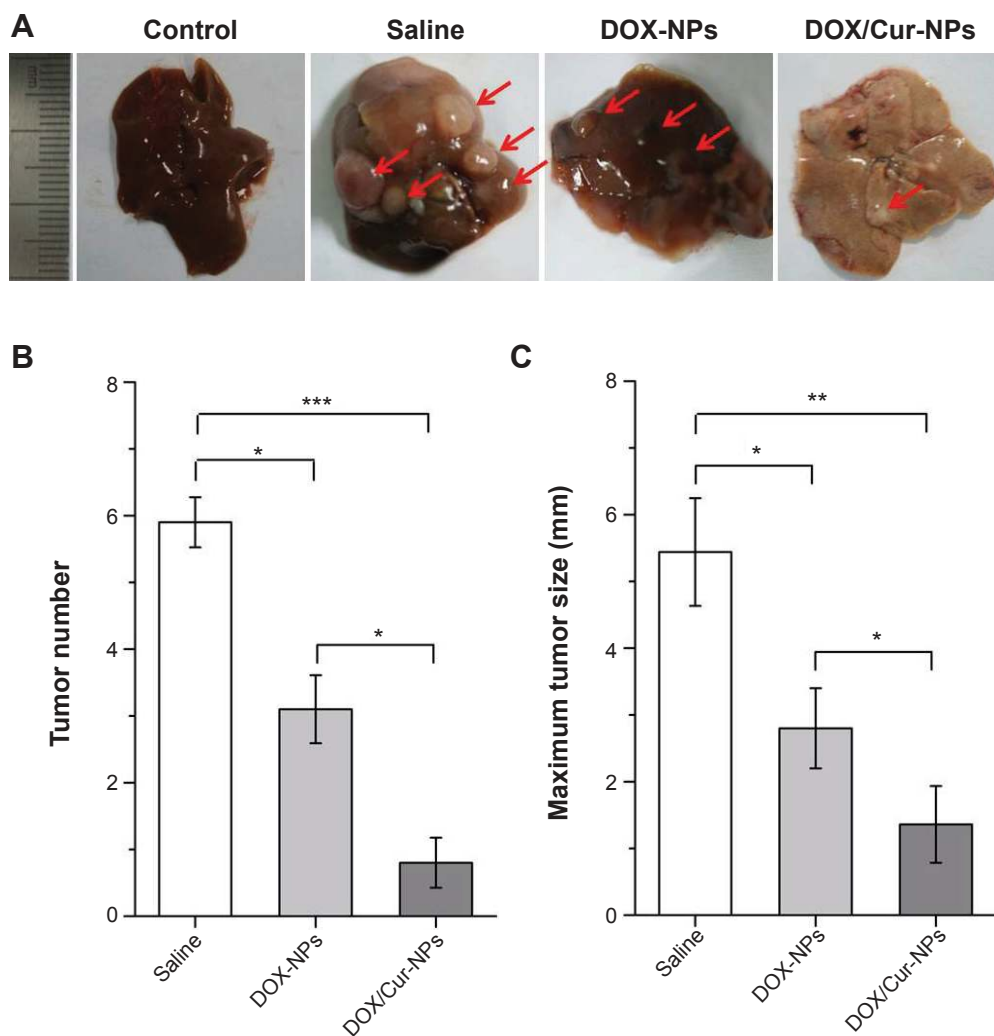 A
Control
Saline
DOX-NPs
DOX/Cur-NPs
mm
B
8
6
4
2
0
Tumor number
***
*
*
Saline
DOX-NPs
DOX/Cur-NPs
C
8
6
4
2
0
Maximum tumor size (mm)
**
*
*
Saline
DOX-NPs
DOX/Cur-NPs